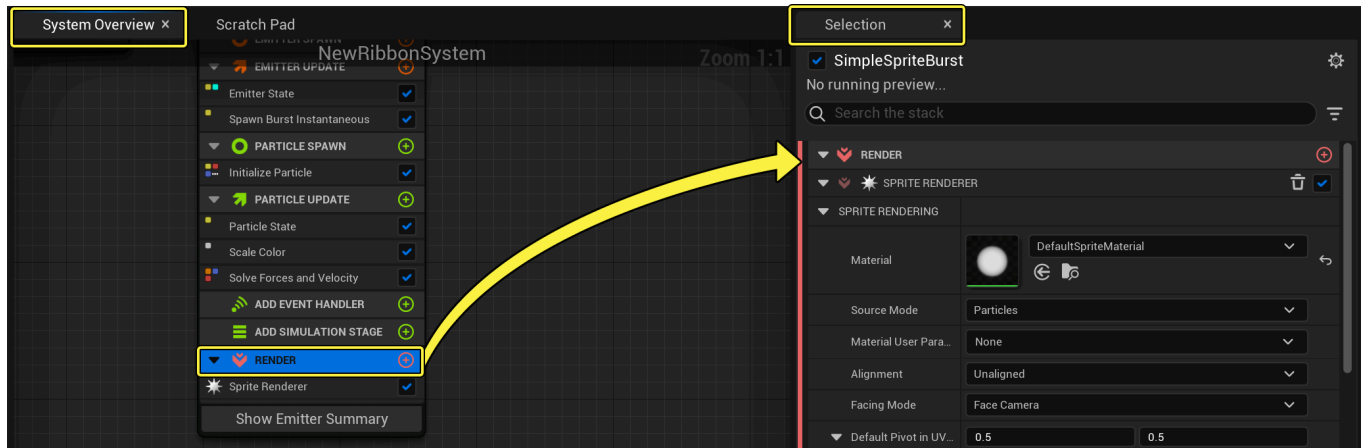 System Overview ×
Scratch Pad
NewRibbonSystem
Zoom 1:1
EMITTER SPAWN
EMITTER UPDATE
Emitter State
Spawn Burst Instantaneous
PARTICLE SPAWN
Initialize Particle
PARTICLE UPDATE
Particle State
Scale Color
Solve Forces and Velocity
ADD EVENT HANDLER
ADD SIMULATION STAGE
RENDER
Sprite Renderer
Show Emitter Summary
Selection ×
SimpleSpriteBurst
No running preview...
Search the stack
RENDER
SPRITE RENDERER
SPRITE RENDERING
Material
DefaultSpriteMaterial
Source Mode
Particles
Material User Para...
None
Alignment
Unaligned
Facing Mode
Face Camera
Default Pivot in UV...
0.5
0.5